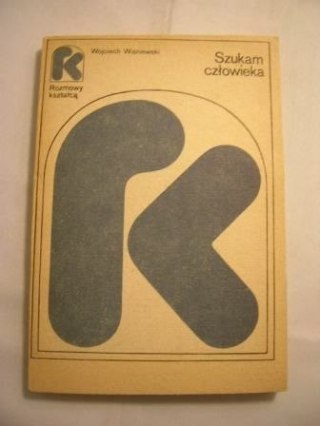 Wojciech Wiśniewski
Szukam
człowieka
Rozmowy
kształcą